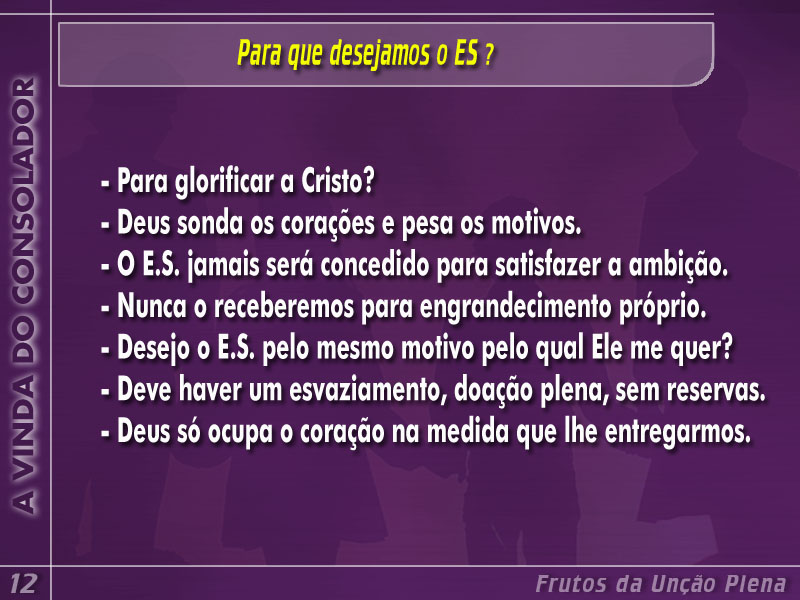 Para que desejamos o ES ?
A VINDA DO CONSOLADOR
- Para glorificar a Cristo?
- Deus sonda os corações e pesa os motivos.
- O E.S. jamais será concedido para satisfazer a ambição.
- Nunca o receberemos para engrandecimento próprio.
- Desejo o E.S. pelo mesmo motivo pelo qual Ele me quer?
- Deve haver um esvaziamento, doação plena, sem reservas.
- Deus só ocupa o coração na medida que lhe entregarmos.
12
Frutos da Unção Plena